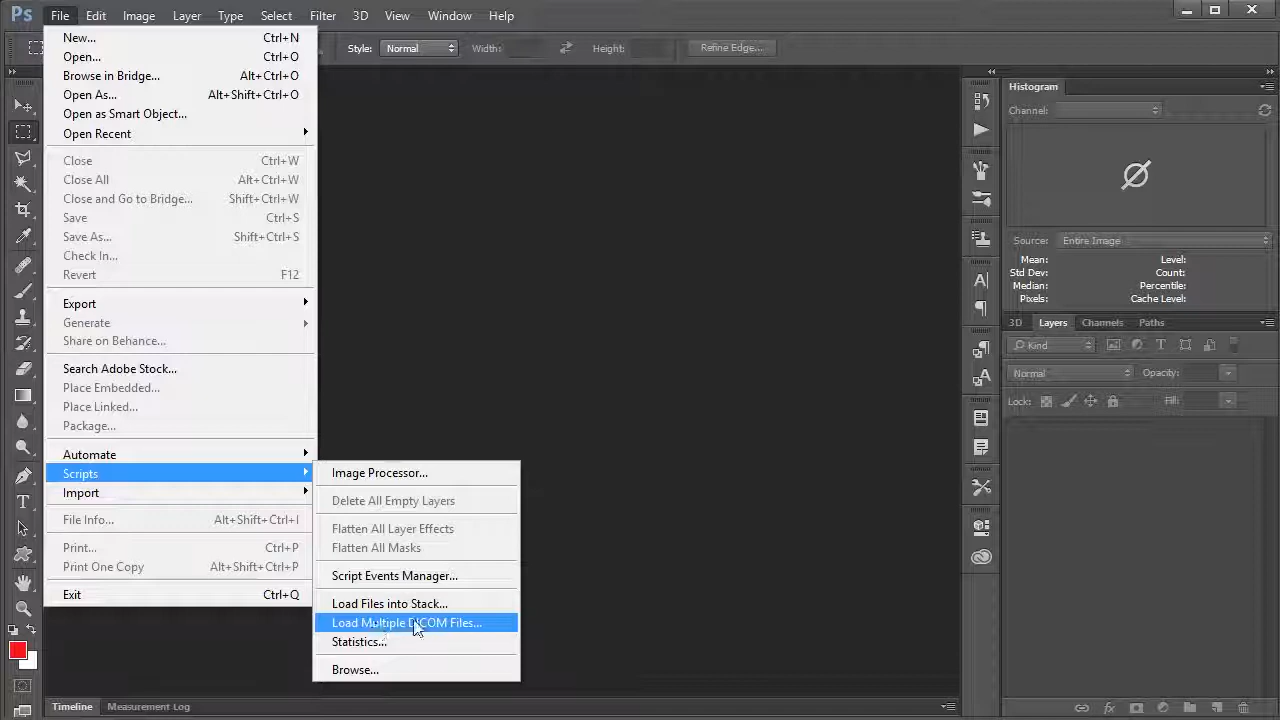 Ps File Edit Image Layer Type Select Filter 3D View Window Help
Style: Normal Width: Height: Refine Edge...
New... Ctrl+N
Open... Ctrl+O
Browse in Bridge... Alt+Ctrl+O
Open As... Alt+Shift+Ctrl+O
Open as Smart Object...
Open Recent
Close Ctrl+W
Close All Alt+Ctrl+W
Close and Go to Bridge... Shift+Ctrl+W
Save Ctrl+S
Save As... Shift+Ctrl+S
Check In...
Revert F12
Export
Generate
Share on Behance...
Search Adobe Stock...
Place Embedded...
Place Linked...
Package...
Automate
Scripts
Import
File Info... Alt+Shift+Ctrl+I
Print... Ctrl+P
Print One Copy Alt+Shift+Ctrl+P
Exit Ctrl+Q
Image Processor...
Delete All Empty Layers
Flatten All Layer Effects
Flatten All Masks
Script Events Manager...
Load Files into Stack...
Load Multiple DICOM Files...
Statistics...
Browse...
Histogram
Channel:
Source: Entire Image
Mean: Level:
Std Dev: Count:
Median: Percentile:
Pixels: Cache Level:
3D Layers Channels Paths
Kind
Normal Opacity:
Lock: Fill:
Timeline Measurement Log